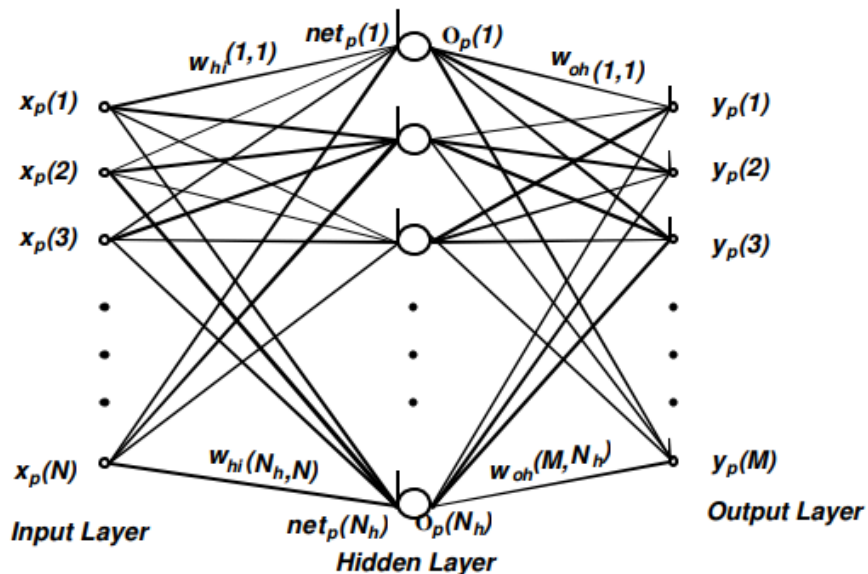 net_p(1) O_p(1)
w_hi(1,1) w_oh(1,1)
x_p(1) y_p(1)
x_p(2) y_p(2)
x_p(3) y_p(3)
w_hi(N_h,N) w_oh(M,N_h)
x_p(N) y_p(M)
net_p(N_h) O_p(N_h)
Input Layer Output Layer
Hidden Layer